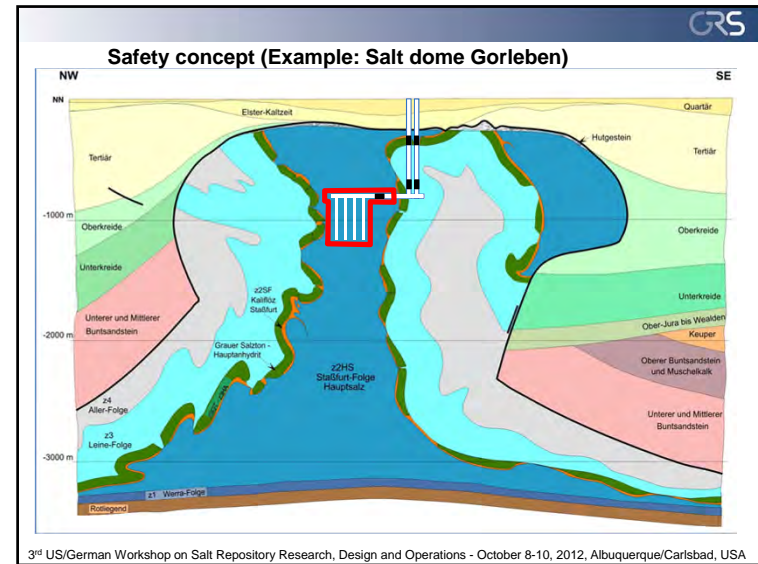 GRS
Safety concept (Example: Salt dome Gorleben)
NW
SE
NN
Elster-Kaltzeit
Quartär
Hutgestein
Tertiär
Tertiär
-1000 m
Oberkreide
Oberkreide
Unterkreide
Unterkreide
z2SF
Kaliflöz
Staßfurt
Unterer und Mittlerer
Buntsandstein
Ober-Jura bis Wealden
-2000 m
Keuper
Grauer Salzton -
Hauptanhydrit
Oberer Buntsandstein
und Muschelkalk
z2HS
Staßfurt-Folge
Hauptsalz
z4
Aller-Folge
Unterer und Mittlerer
Buntsandstein
z3
Leine-Folge
-3000 m
z1 Werra-Folge
Rotliegend
3rd US/German Workshop on Salt Repository Research, Design and Operations - October 8-10, 2012, Albuquerque/Carlsbad, USA